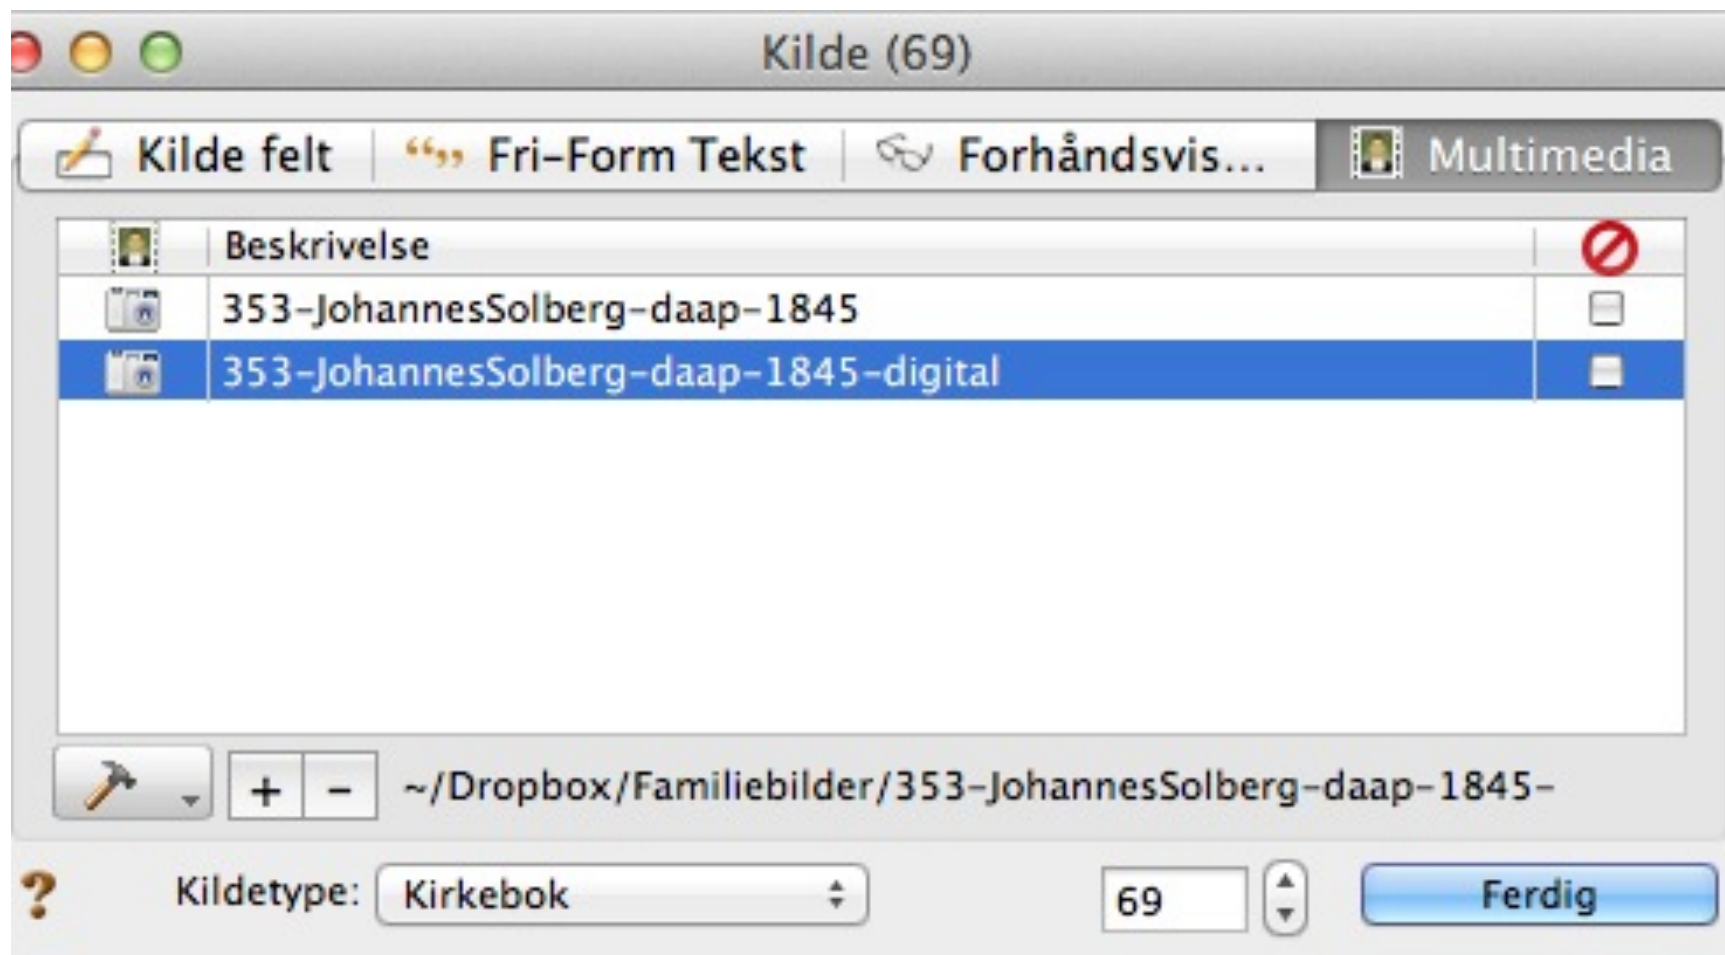 Kilde (69)
Kilde felt “„ Fri-Form Tekst Forhåndsvis... Multimedia
Beskrivelse
353-JohannesSolberg-daap-1845
353-JohannesSolberg-daap-1845-digital
+ - ~/Dropbox/Familiebilder/353-JohannesSolberg-daap-1845-
? Kildetype: Kirkebok 69 Ferdig